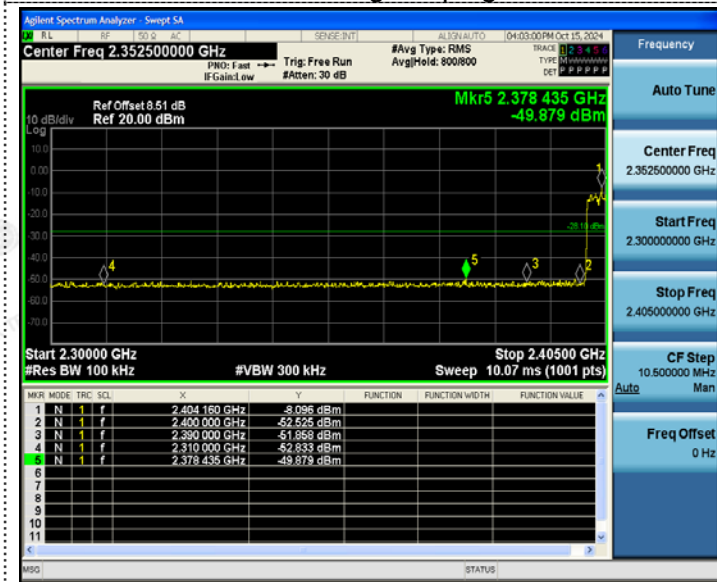 Agilent Spectrum Analyzer - Swept SA
RL RF 50 Ω AC SENSE:INT ALIGN AUTO 04:03:00 PM Oct 15, 2024
Center Freq 2.352500000 GHz #Avg Type: RMS TRACE 1 2 3 4 5 6
PNO: Fast Trig: Free Run Avg|Hold: 800/800 TYPE M
IFGain:Low #Atten: 30 dB DET P P P P P P
Mkr5 2.378 435 GHz
Ref Offset 8.51 dB
10 dB/div Ref 20.00 dBm -49.879 dBm
Log
10.0
0.00
-10.0
-20.0
-28.10 dBm
-30.0
-40.0
-60.0
-70.0
1
2
3
4
5
Start 2.30000 GHz Stop 2.40500 GHz
#Res BW 100 kHz #VBW 300 kHz Sweep 10.07 ms (1001 pts)
MKR MODE TRC SCL X Y FUNCTION FUNCTION WIDTH FUNCTION VALUE
1 N 1 f 2.404 160 GHz -8.096 dBm
2 N 1 f 2.400 000 GHz -52.525 dBm
3 N 1 f 2.390 000 GHz -51.858 dBm
4 N 1 f 2.310 000 GHz -52.833 dBm
5 N 1 f 2.378 435 GHz -49.879 dBm
6
7
8
9
10
11
MSG STATUS
Frequency
Auto Tune
Center Freq
2.352500000 GHz
Start Freq
2.300000000 GHz
Stop Freq
2.405000000 GHz
CF Step
10.500000 MHz
Auto Man
Freq Offset
0 Hz